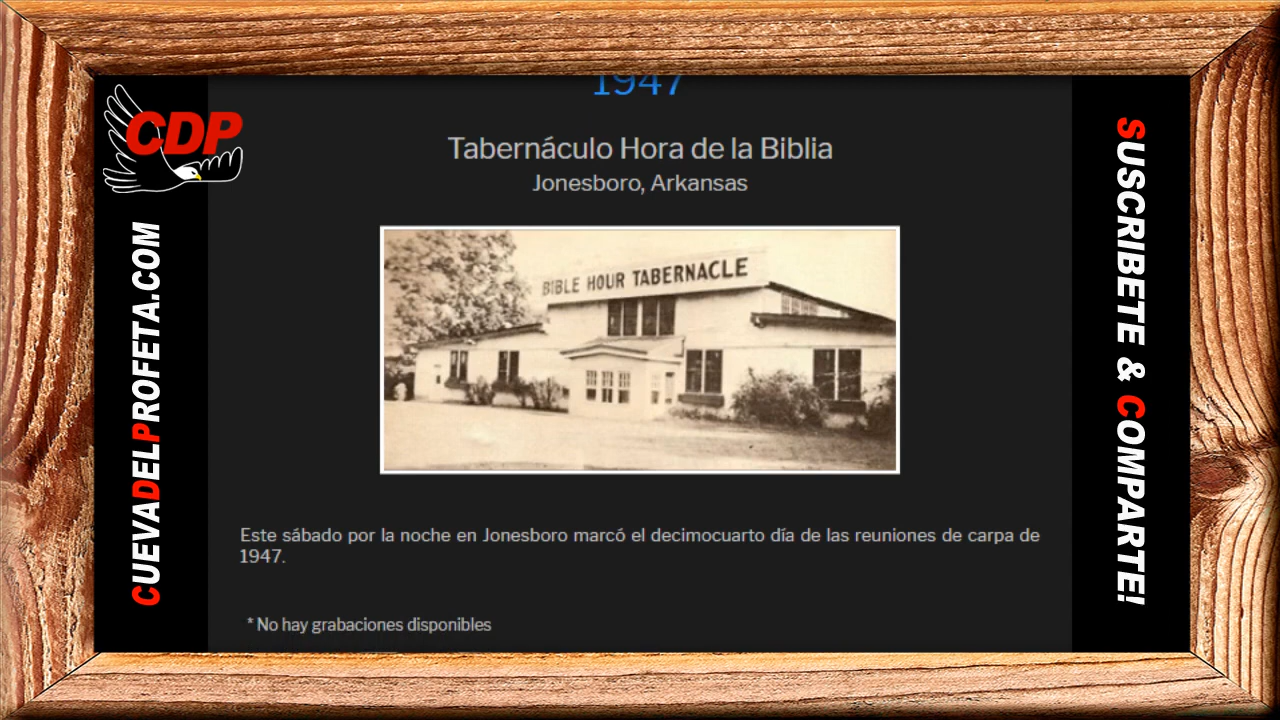 1947
CDP
Tabernáculo Hora de la Biblia
Jonesboro, Arkansas
BIBLE HOUR TABERNACLE
CUEVADELPROFETA.COM
SUSCRIBETE & COMPARTE!
Este sábado por la noche en Jonesboro marcó el decimocuarto día de las reuniones de carpa de
1947.
* No hay grabaciones disponibles